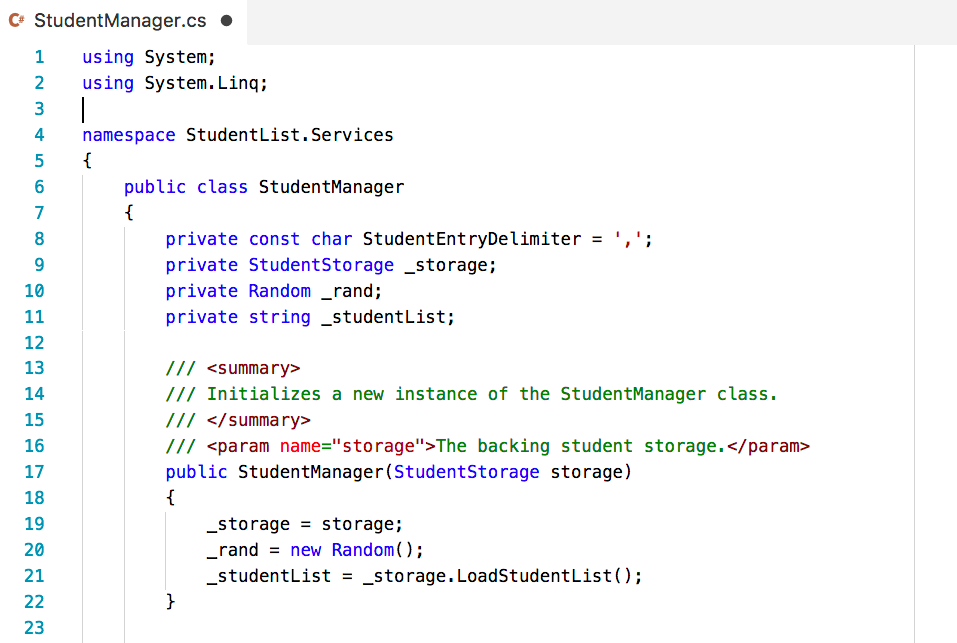 C# StudentManager.cs ●
1 using System;
2 using System.Linq;
3
4 namespace StudentList.Services
5 {
6     public class StudentManager
7     {
8         private const char StudentEntryDelimiter = ',';
9         private StudentStorage _storage;
10         private Random _rand;
11         private string _studentList;
12
13         /// <summary>
14         /// Initializes a new instance of the StudentManager class.
15         /// </summary>
16         /// <param name="storage">The backing student storage.</param>
17         public StudentManager(StudentStorage storage)
18         {
19             _storage = storage;
20             _rand = new Random();
21             _studentList = _storage.LoadStudentList();
22         }
23